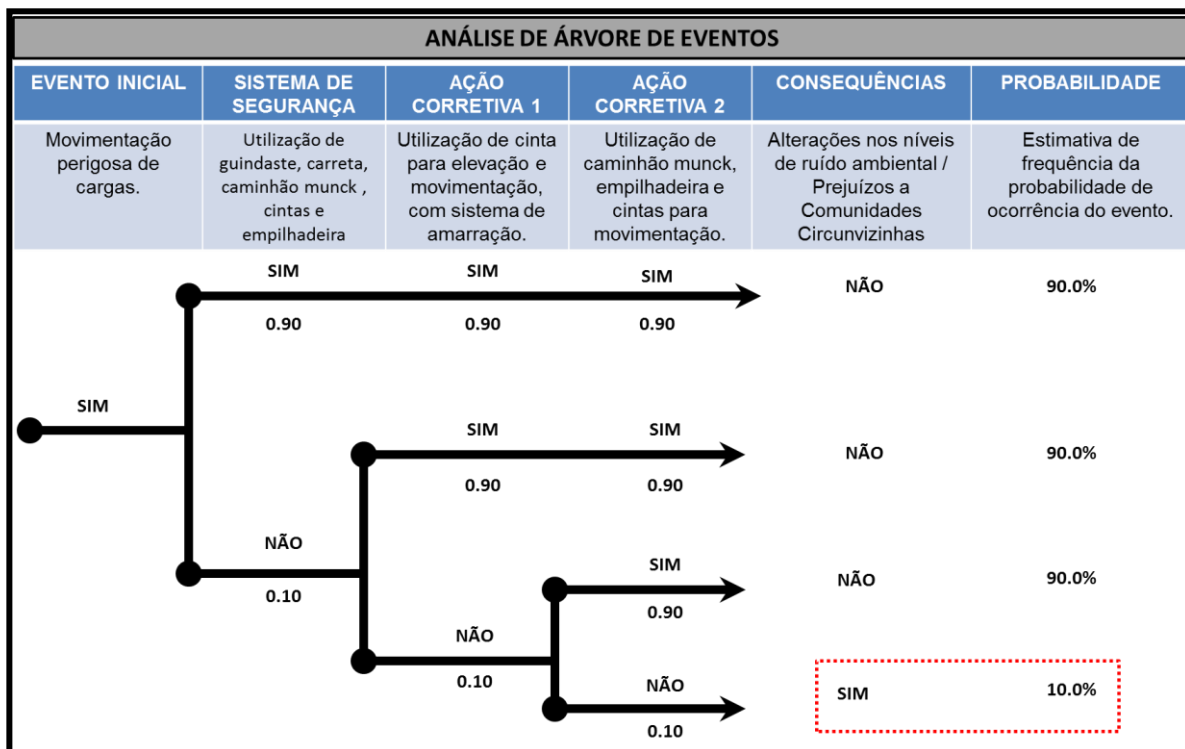 ANÁLISE DE ÁRVORE DE EVENTOS
EVENTO INICIAL
SISTEMA DE
SEGURANÇA
AÇÃO
CORRETIVA 1
AÇÃO
CORRETIVA 2
CONSEQUÊNCIAS
PROBABILIDADE
Movimentação
perigosa de
cargas.
Utilização de
guindaste, carreta,
caminhão munck ,
cintas e
empilhadeira
Utilização de cinta
para elevação e
movimentação,
com sistema de
amarração.
Utilização de
caminhão munck,
empilhadeira e
cintas para
movimentação.
Alterações nos níveis
de ruído ambiental /
Prejuízos a
Comunidades
Circunvizinhas
Estimativa de
frequência da
probabilidade de
ocorrência do evento.
SIM SIM SIM NÃO 90.0%
0.90 0.90 0.90
SIM
SIM SIM NÃO 90.0%
0.90 0.90
NÃO
0.10
SIM NÃO 90.0%
0.90
NÃO
0.10
NÃO SIM 10.0%
0.10